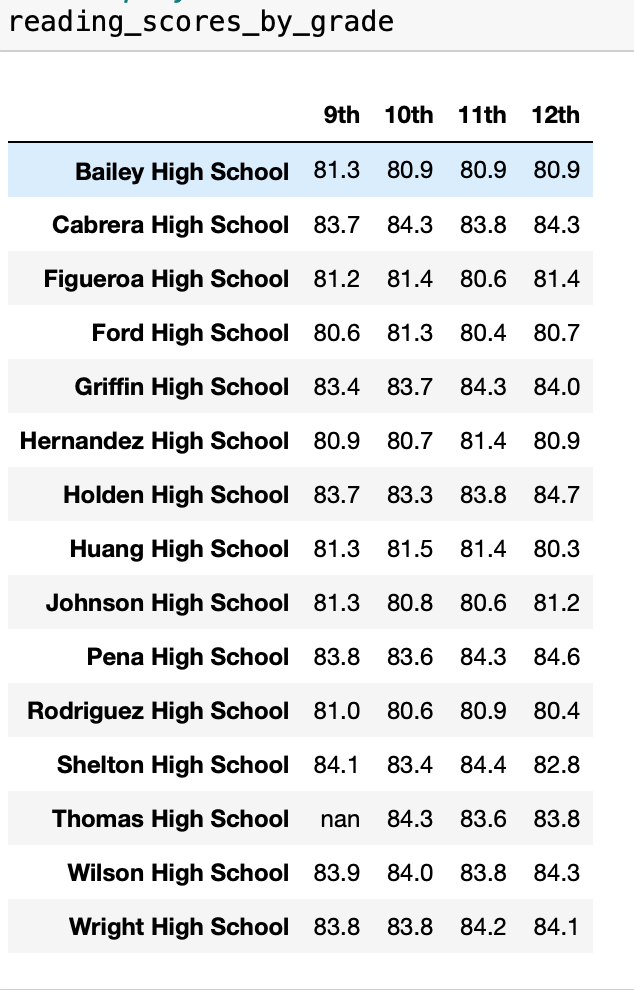 reading_scores_by_grade
9th 10th 11th 12th
Bailey High School 81.3 80.9 80.9 80.9
Cabrera High School 83.7 84.3 83.8 84.3
Figueroa High School 81.2 81.4 80.6 81.4
Ford High School 80.6 81.3 80.4 80.7
Griffin High School 83.4 83.7 84.3 84.0
Hernandez High School 80.9 80.7 81.4 80.9
Holden High School 83.7 83.3 83.8 84.7
Huang High School 81.3 81.5 81.4 80.3
Johnson High School 81.3 80.8 80.6 81.2
Pena High School 83.8 83.6 84.3 84.6
Rodriguez High School 81.0 80.6 80.9 80.4
Shelton High School 84.1 83.4 84.4 82.8
Thomas High School nan 84.3 83.6 83.8
Wilson High School 83.9 84.0 83.8 84.3
Wright High School 83.8 83.8 84.2 84.1